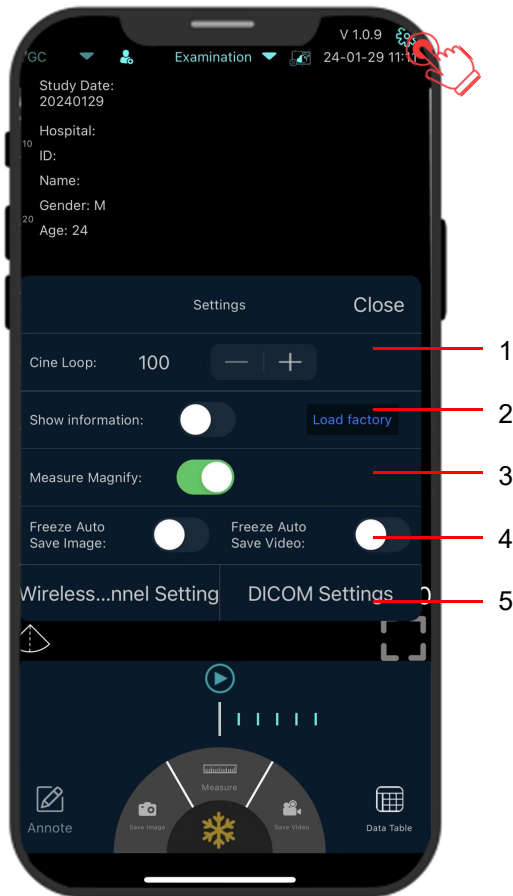 V 1.0.9
GC Examination 24-01-29 11:11
Study Date:
20240129
Hospital:
10
ID:
Name:
Gender: M
20
Age: 24
Settings Close
Cine Loop: 100 — + 1
Show information: Load factory 2
Measure Magnify: 3
Freeze Auto
Save Image:
Freeze Auto
Save Video:
4
Wireless...nnel Setting DICOM Settings 0 5
Measure
Save Image Save Video
Annote Data Table